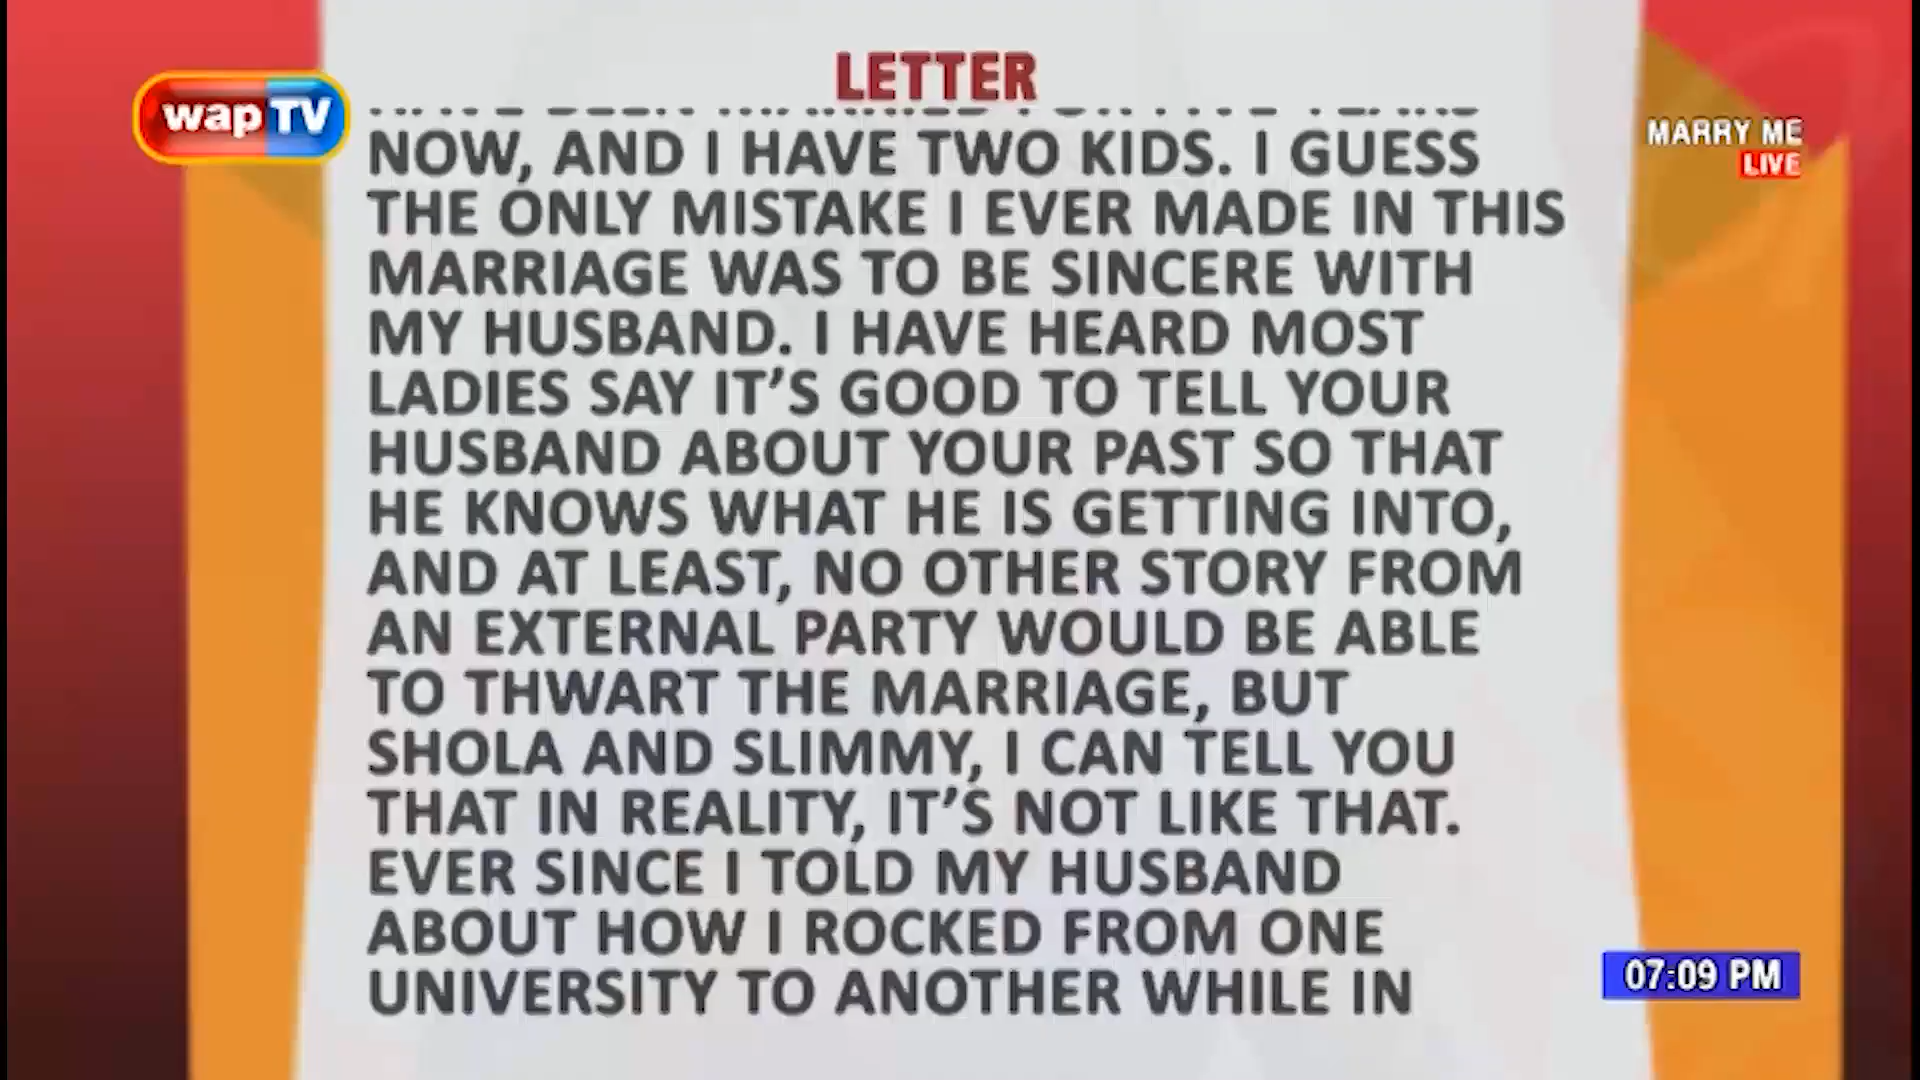 LETTER
wapTV
MARRY ME
LIVE
NOW, AND I HAVE TWO KIDS. I GUESS
THE ONLY MISTAKE I EVER MADE IN THIS
MARRIAGE WAS TO BE SINCERE WITH
MY HUSBAND. I HAVE HEARD MOST
LADIES SAY IT’S GOOD TO TELL YOUR
HUSBAND ABOUT YOUR PAST SO THAT
HE KNOWS WHAT HE IS GETTING INTO,
AND AT LEAST, NO OTHER STORY FROM
AN EXTERNAL PARTY WOULD BE ABLE
TO THWART THE MARRIAGE, BUT
SHOLA AND SLIMMY, I CAN TELL YOU
THAT IN REALITY, IT’S NOT LIKE THAT.
EVER SINCE I TOLD MY HUSBAND
ABOUT HOW I ROCKED FROM ONE
UNIVERSITY TO ANOTHER WHILE IN
07:09 PM